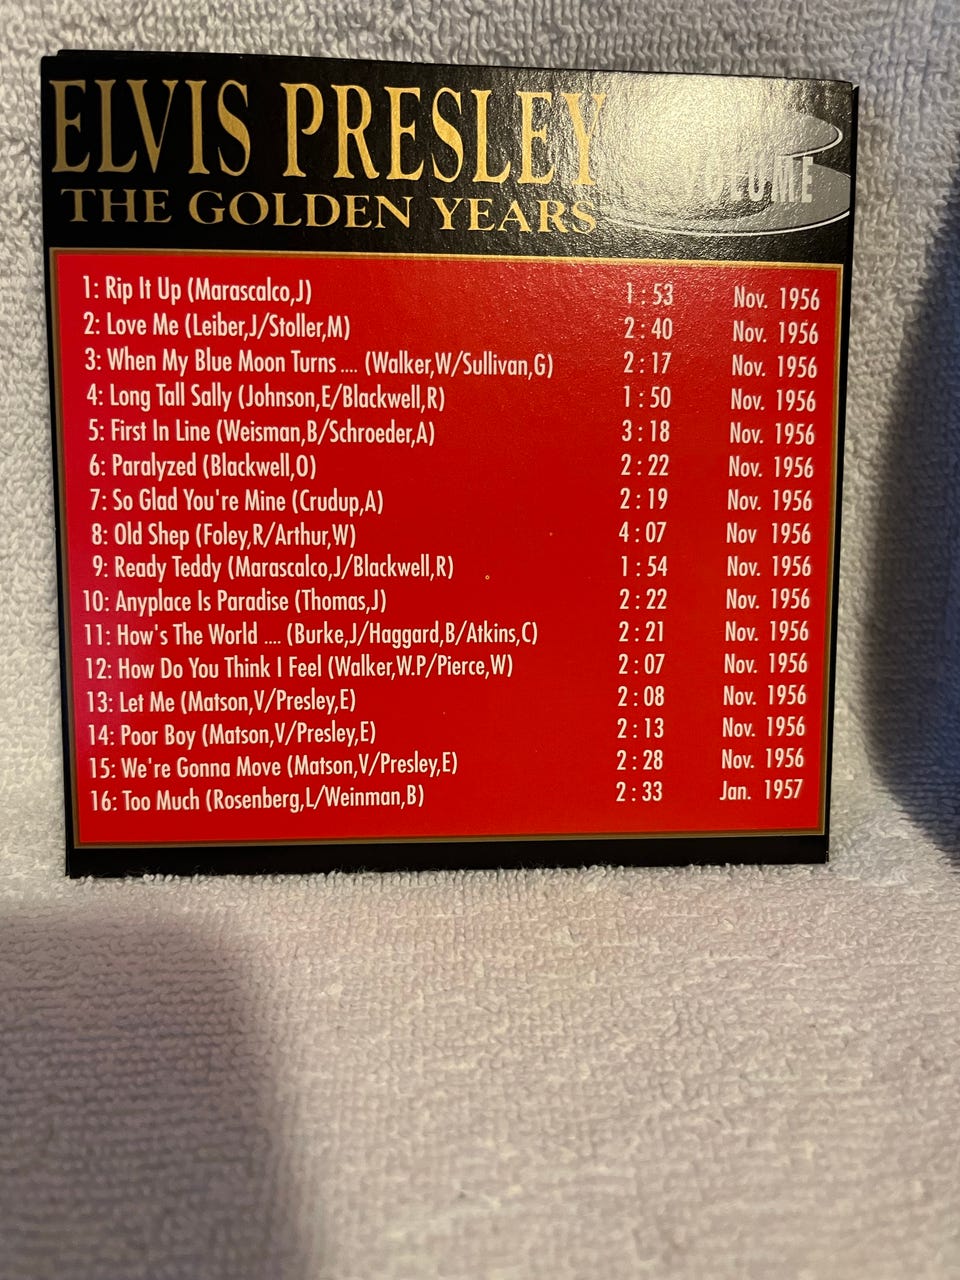 ELVIS PRESLEY
THE GOLDEN YEARS
VOLUME
1: Rip It Up (Marascalco,J) 1:53 Nov. 1956
2: Love Me (Leiber,J/Stoller,M) 2:40 Nov. 1956
3: When My Blue Moon Turns .... (Walker,W/Sullivan,G) 2:17 Nov. 1956
4: Long Tall Sally (Johnson,E/Blackwell,R) 1:50 Nov. 1956
5: First In Line (Weisman,B/Schroeder,A) 3:18 Nov. 1956
6: Paralyzed (Blackwell,O) 2:22 Nov. 1956
7: So Glad You're Mine (Crudup,A) 2:19 Nov. 1956
8: Old Shep (Foley,R/Arthur,W) 4:07 Nov 1956
9: Ready Teddy (Marascalco,J/Blackwell,R) 1:54 Nov. 1956
10: Anyplace Is Paradise (Thomas,J) 2:22 Nov. 1956
11: How's The World .... (Burke,J/Haggard,B/Atkins,C) 2:21 Nov. 1956
12: How Do You Think I Feel (Walker,W.P/Pierce,W) 2:07 Nov. 1956
13: Let Me (Matson,V/Presley,E) 2:08 Nov. 1956
14: Poor Boy (Matson,V/Presley,E) 2:13 Nov. 1956
15: We're Gonna Move (Matson,V/Presley,E) 2:28 Nov. 1956
16: Too Much (Rosenberg,L/Weinman,B) 2:33 Jan. 1957